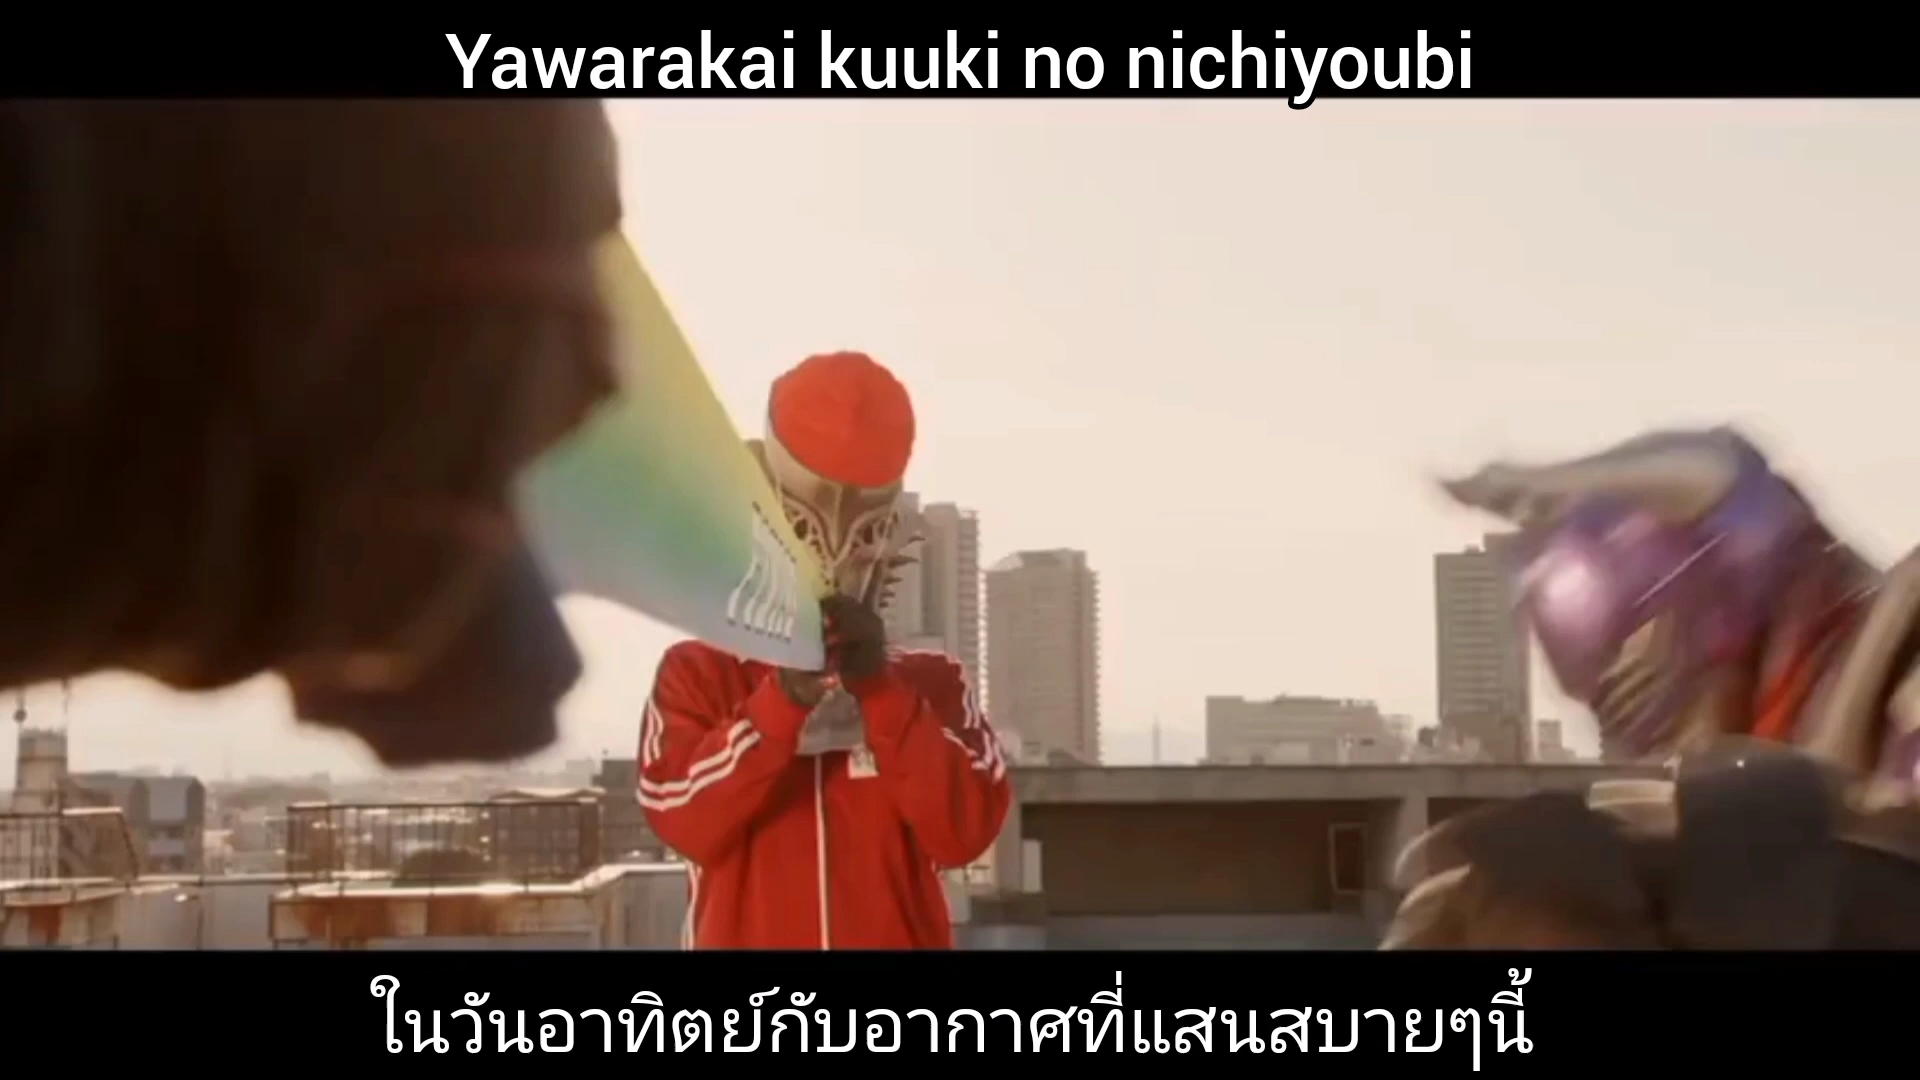 Yawarakai kuuki no nichiyoubi
ในวันอาทิตย์กับอากาศที่แสนสบายๆนี้